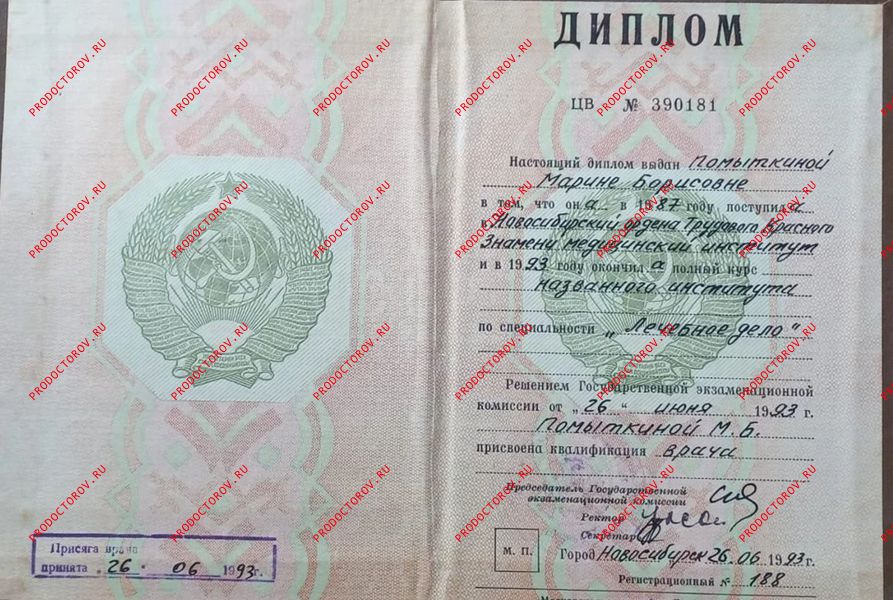 ДИПЛОМ
ЦВ № 390181
Настоящий диплом выдан Помыткиной
Марине Борисовне
в том, что она в 1987 году поступила
в Новосибирский ордена Трудового Красного
Знамени медицинский институт
и в 1993 году окончила полный курс
названного института
по специальности „Лечебное дело"
Решением Государственной экзаменационной
комиссии от „26" июня 1993 г.
Помыткиной М.Б.
присвоена квалификация врача
Председатель Государственной
экзаменационной комиссии
Ректор
Секретарь
М. П.
Город Новосибирск 26.06.1993г.
Регистрационный № 188
Присяга врача
принята „26" 06 1993г.
PRODOCTOROV.RU